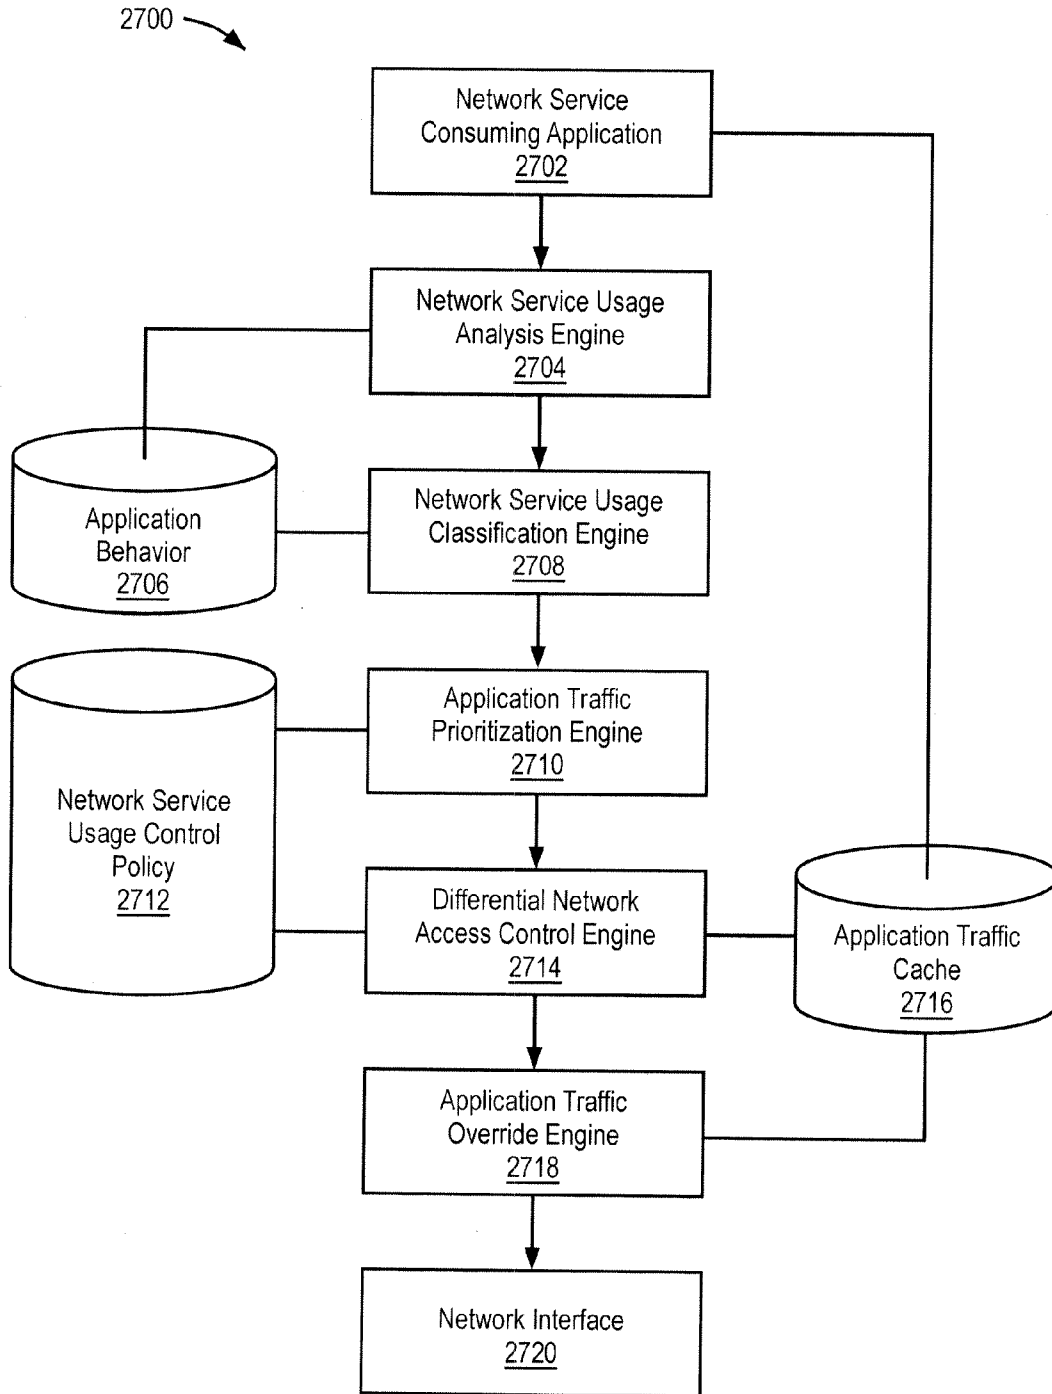 2700
Network Service
Consuming Application
2702
Network Service Usage
Analysis Engine
2704
Application
Behavior
2706
Network Service Usage
Classification Engine
2708
Application Traffic
Prioritization Engine
2710
Network Service
Usage Control
Policy
2712
Differential Network
Access Control Engine
2714
Application Traffic
Cache
2716
Application Traffic
Override Engine
2718
Network Interface
2720